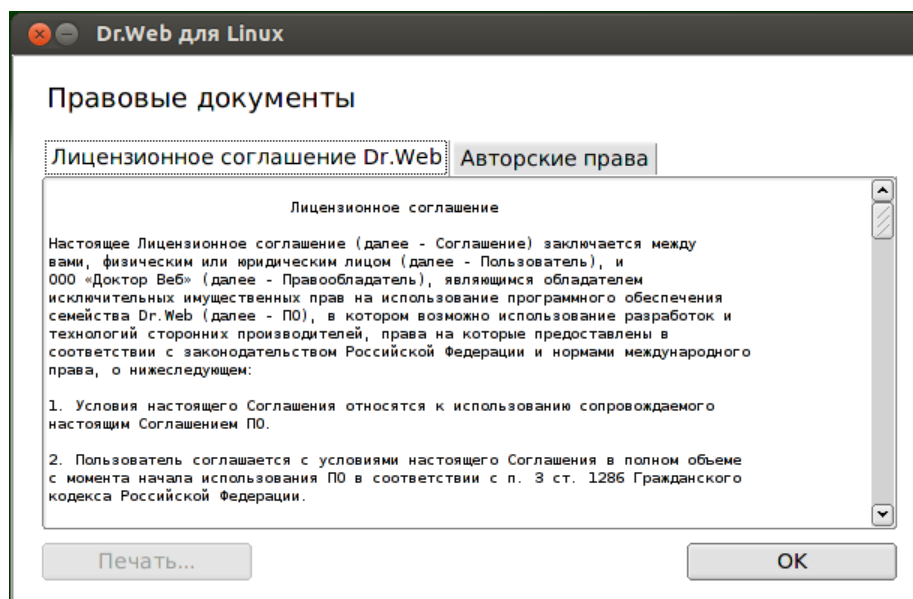 Dr.Web для Linux
Правовые документы
Лицензионное соглашение Dr.Web
Авторские права
Лицензионное соглашение
Настоящее Лицензионное соглашение (далее - Соглашение) заключается между
вами, физическим или юридическим лицом (далее - Пользователь), и
ООО «Доктор Веб» (далее - Правообладатель), являющимся обладателем
исключительных имущественных прав на использование программного обеспечения
семейства Dr.Web (далее - ПО), в котором возможно использование разработок и
технологий сторонних производителей, права на которые предоставлены в
соответствии с законодательством Российской Федерации и нормами международного
права, о нижеследующем:
1. Условия настоящего Соглашения относятся к использованию сопровождаемого
настоящим Соглашением ПО.
2. Пользователь соглашается с условиями настоящего Соглашения в полном объеме
с момента начала использования ПО в соответствии с п. 3 ст. 1286 Гражданского
кодекса Российской Федерации.
Печать...
OK